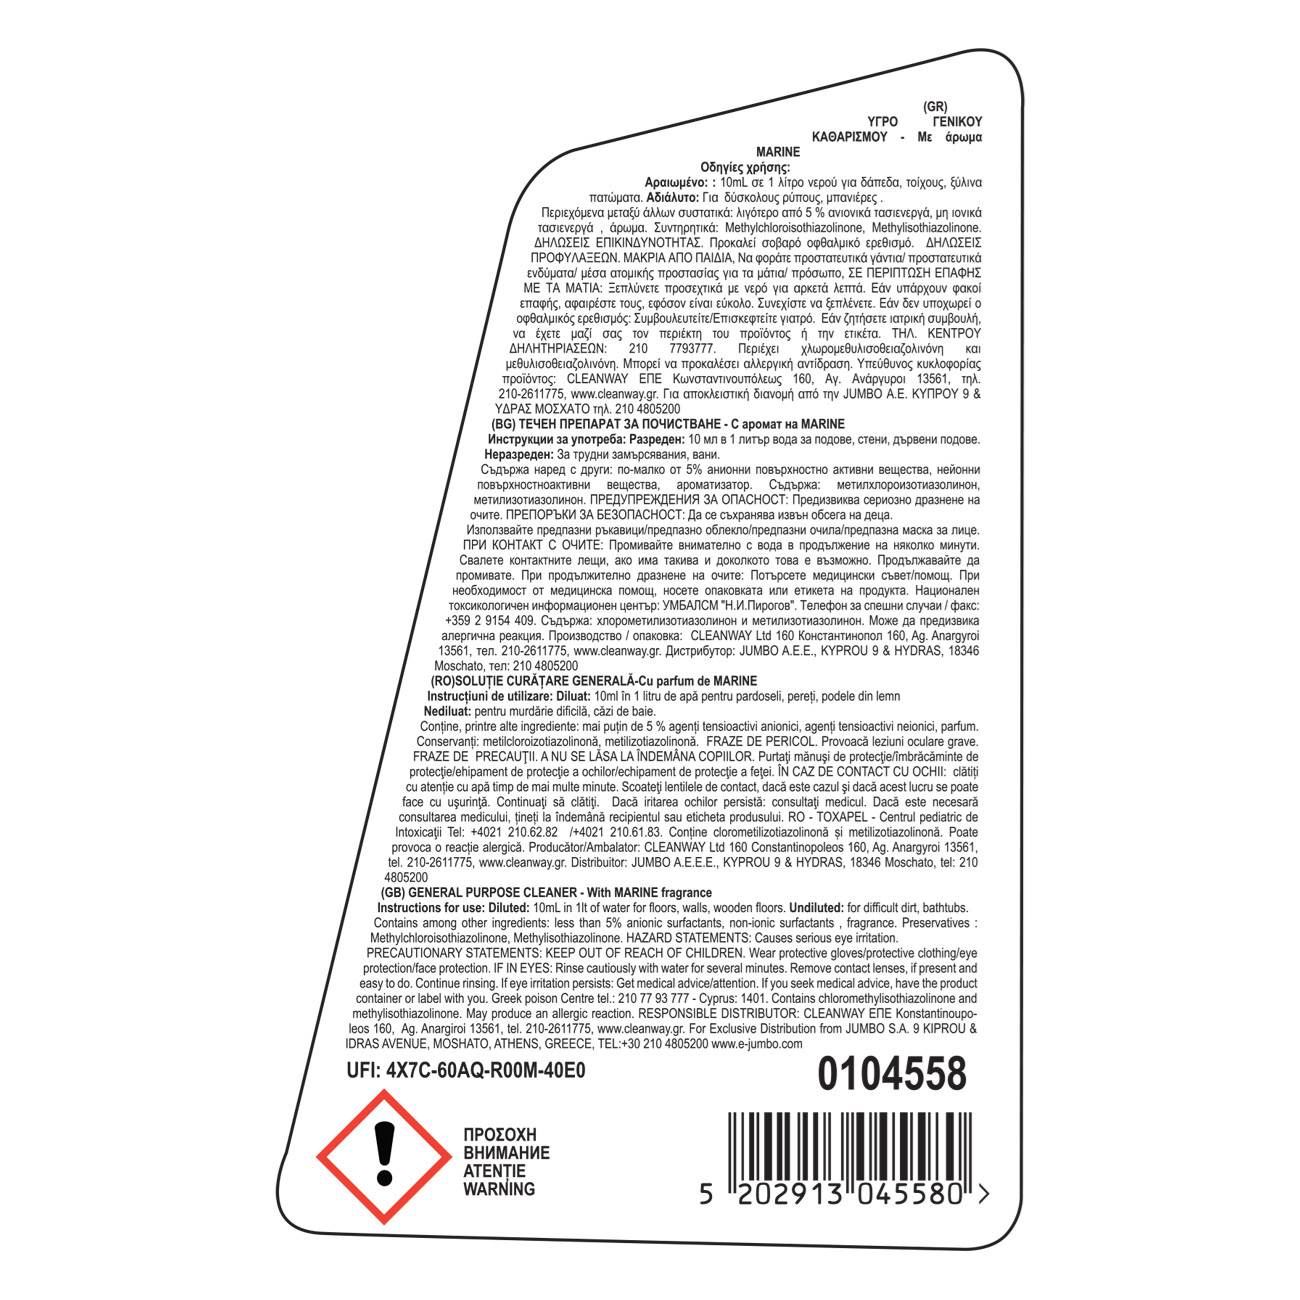 (GR)
ΥΓΡΟ ΓΕΝΙΚΟΥ
ΚΑΘΑΡΙΣΜΟΥ - Με άρωμα
MARINE
Οδηγίες χρήσης:
Αραιωμένο: : 10mL σε 1 λίτρο νερού για δάπεδα, τοίχους, ξύλινα
πατώματα. Αδιάλυτο: Για δύσκολους ρύπους, μπανιέρες .
Περιεχόμενα μεταξύ άλλων συστατικά: λιγότερο από 5 % ανιονικά τασιενεργά, μη ιονικά
τασιενεργά , άρωμα. Συντηρητικά: Methylchloroisothiazolinone, Methylisothiazolinone.
ΔΗΛΩΣΕΙΣ ΕΠΙΚΙΝΔΥΝΟΤΗΤΑΣ. Προκαλεί σοβαρό οφθαλμικό ερεθισμό. ΔΗΛΩΣΕΙΣ
ΠΡΟΦΥΛΑΞΕΩΝ. ΜΑΚΡΙΑ ΑΠΟ ΠΑΙΔΙΑ, Να φοράτε προστατευτικά γάντια/ προστατευτικά
ενδύματα/ μέσα ατομικής προστασίας για τα μάτια/ πρόσωπο, ΣΕ ΠΕΡΙΠΤΩΣΗ ΕΠΑΦΗΣ
ΜΕ ΤΑ ΜΑΤΙΑ: Ξεπλύνετε προσεχτικά με νερό για αρκετά λεπτά. Εάν υπάρχουν φακοί
επαφής, αφαιρέστε τους, εφόσον είναι εύκολο. Συνεχίστε να ξεπλένετε. Εάν δεν υποχωρεί ο
οφθαλμικός ερεθισμός: Συμβουλευτείτε/Επισκεφτείτε γιατρό. Εάν ζητήσετε ιατρική συμβουλή,
να έχετε μαζί σας τον περιέκτη του προϊόντος ή την ετικέτα. ΤΗΛ. ΚΕΝΤΡΟΥ
ΔΗΛΗΤΗΡΙΑΣΕΩΝ: 210 7793777. Περιέχει χλωρομεθυλισοθειαζολινόνη και
μεθυλισοθειαζολινόνη. Μπορεί να προκαλέσει αλλεργική αντίδραση. Υπεύθυνος κυκλοφορίας
προϊόντος: CLEANWAY ΕΠΕ Κωνσταντινουπόλεως 160, Αγ. Ανάργυροι 13561, τηλ.
210-2611775, www.cleanway.gr. Για αποκλειστική διανομή από την JUMBO A.E. ΚΥΠΡΟΥ 9 &
ΥΔΡΑΣ ΜΟΣΧΑΤΟ τηλ. 210 4805200
(BG) ТЕЧЕН ПРЕПАРАТ ЗА ПОЧИСТВАНЕ - С аромат на MARINE
Инструкции за употреба: Разреден: 10 мл в 1 литър вода за подове, стени, дървени подове.
Неразреден: За трудни замърсявания, вани.
Съдържа наред с други: по-малко от 5% анионни повърхностно активни вещества, нейонни
повърхностноактивни вещества, ароматизатор. Съдържа: метилхлороизотиазолинон,
метилизотиазолинон. ПРЕДУПРЕЖДЕНИЯ ЗА ОПАСНОСТ: Предизвиква сериозно дразнене на
очите. ПРЕПОРЪКИ ЗА БЕЗОПАСНОСТ: Да се съхранява извън обсега на деца.
Използвайте предпазни ръкавици/предпазно облекло/предпазни очила/предпазна маска за лице.
ПРИ КОНТАКТ С ОЧИТЕ: Промивайте внимателно с вода в продължение на няколко минути.
Свалете контактните лещи, ако има такива и доколкото това е възможно. Продължавайте да
промивате. При продължително дразнене на очите: Потърсете медицински съвет/помощ. При
необходимост от медицинска помощ, носете опаковката или етикета на продукта. Национален
токсикологичен информационен център: УМБАЛСМ "Н.И.Пирогов". Телефон за спешни случаи / факс:
+359 2 9154 409. Съдържа: хлорометилизотиазолинон и метилизотиазолинон. Може да предизвика
алергична реакция. Производство / опаковка: CLEANWAY Ltd 160 Константинопол 160, Ag. Anargyroi
13561, тел. 210-2611775, www.cleanway.gr. Дистрибутор: JUMBO A.E.E., KYPROU 9 & HYDRAS, 18346
Moschato, тел: 210 4805200
(RO)SOLUȚIE CURĂȚARE GENERALĂ-Cu parfum de MARINE
Instrucțiuni de utilizare: Diluat: 10ml în 1 litru de apă pentru pardoseli, pereți, podele din lemn
Nediluat: pentru murdărie dificilă, căzi de baie.
Conține, printre alte ingrediente: mai puțin de 5 % agenți tensioactivi anionici, agenți tensioactivi neionici, parfum.
Conservanți: metilcloroizotiazolinonă, metilizotiazolinonă. FRAZE DE PERICOL. Provoacă leziuni oculare grave.
FRAZE DE PRECAUŢII. A NU SE LĂSA LA ÎNDEMÂNA COPIILOR. Purtaţi mănuşi de protecţie/îmbrăcăminte de
protecţie/ehipament de protecţie a ochilor/echipament de protecţie a feţei. ÎN CAZ DE CONTACT CU OCHII: clătiți
cu atenție cu apă timp de mai multe minute. Scoateţi lentilele de contact, dacă este cazul şi dacă acest lucru se poate
face cu uşurinţă. Continuaţi să clătiţi. Dacă iritarea ochilor persistă: consultaţi medicul. Dacă este necesară
consultarea medicului, țineți la îndemână recipientul sau eticheta produsului. RO - TOXAPEL - Centrul pediatric de
Intoxicaţii Tel: +4021 210.62.82 /+4021 210.61.83. Conține clorometilizotiazolinonă și metilizotiazolinonă. Poate
provoca o reacție alergică. Producător/Ambalator: CLEANWAY Ltd 160 Constantinopoleos 160, Ag. Anargyroi 13561,
tel. 210-2611775, www.cleanway.gr. Distribuitor: JUMBO A.E.E.E., KYPROU 9 & HYDRAS, 18346 Moschato, tel: 210
4805200
(GB) GENERAL PURPOSE CLEANER - With MARINE fragrance
Instructions for use: Diluted: 10mL in 1lt of water for floors, walls, wooden floors. Undiluted: for difficult dirt, bathtubs.
Contains among other ingredients: less than 5% anionic surfactants, non-ionic surfactants , fragrance. Preservatives :
Methylchloroisothiazolinone, Methylisothiazolinone. HAZARD STATEMENTS: Causes serious eye irritation.
PRECAUTIONARY STATEMENTS: KEEP OUT OF REACH OF CHILDREN. Wear protective gloves/protective clothing/eye
protection/face protection. IF IN EYES: Rinse cautiously with water for several minutes. Remove contact lenses, if present and
easy to do. Continue rinsing. If eye irritation persists: Get medical advice/attention. If you seek medical advice, have the product
container or label with you. Greek poison Centre tel.: 210 77 93 777 - Cyprus: 1401. Contains chloromethylisothiazolinone and
methylisothiazolinone. May produce an allergic reaction. RESPONSIBLE DISTRIBUTOR: CLEANWAY ΕΠΕ Konstantinoupo-
leos 160, Ag. Anargiroi 13561, tel. 210-2611775, www.cleanway.gr. For Exclusive Distribution from JUMBO S.A. 9 KIPROU &
IDRAS AVENUE, MOSHATO, ATHENS, GREECE, TEL:+30 210 4805200 www.e-jumbo.com
UFI: 4X7C-60AQ-R00M-40E0
0104558
ΠΡΟΣΟΧΗ
ВНИМАНИЕ
ATENȚIE
WARNING
5 202913 045580 >